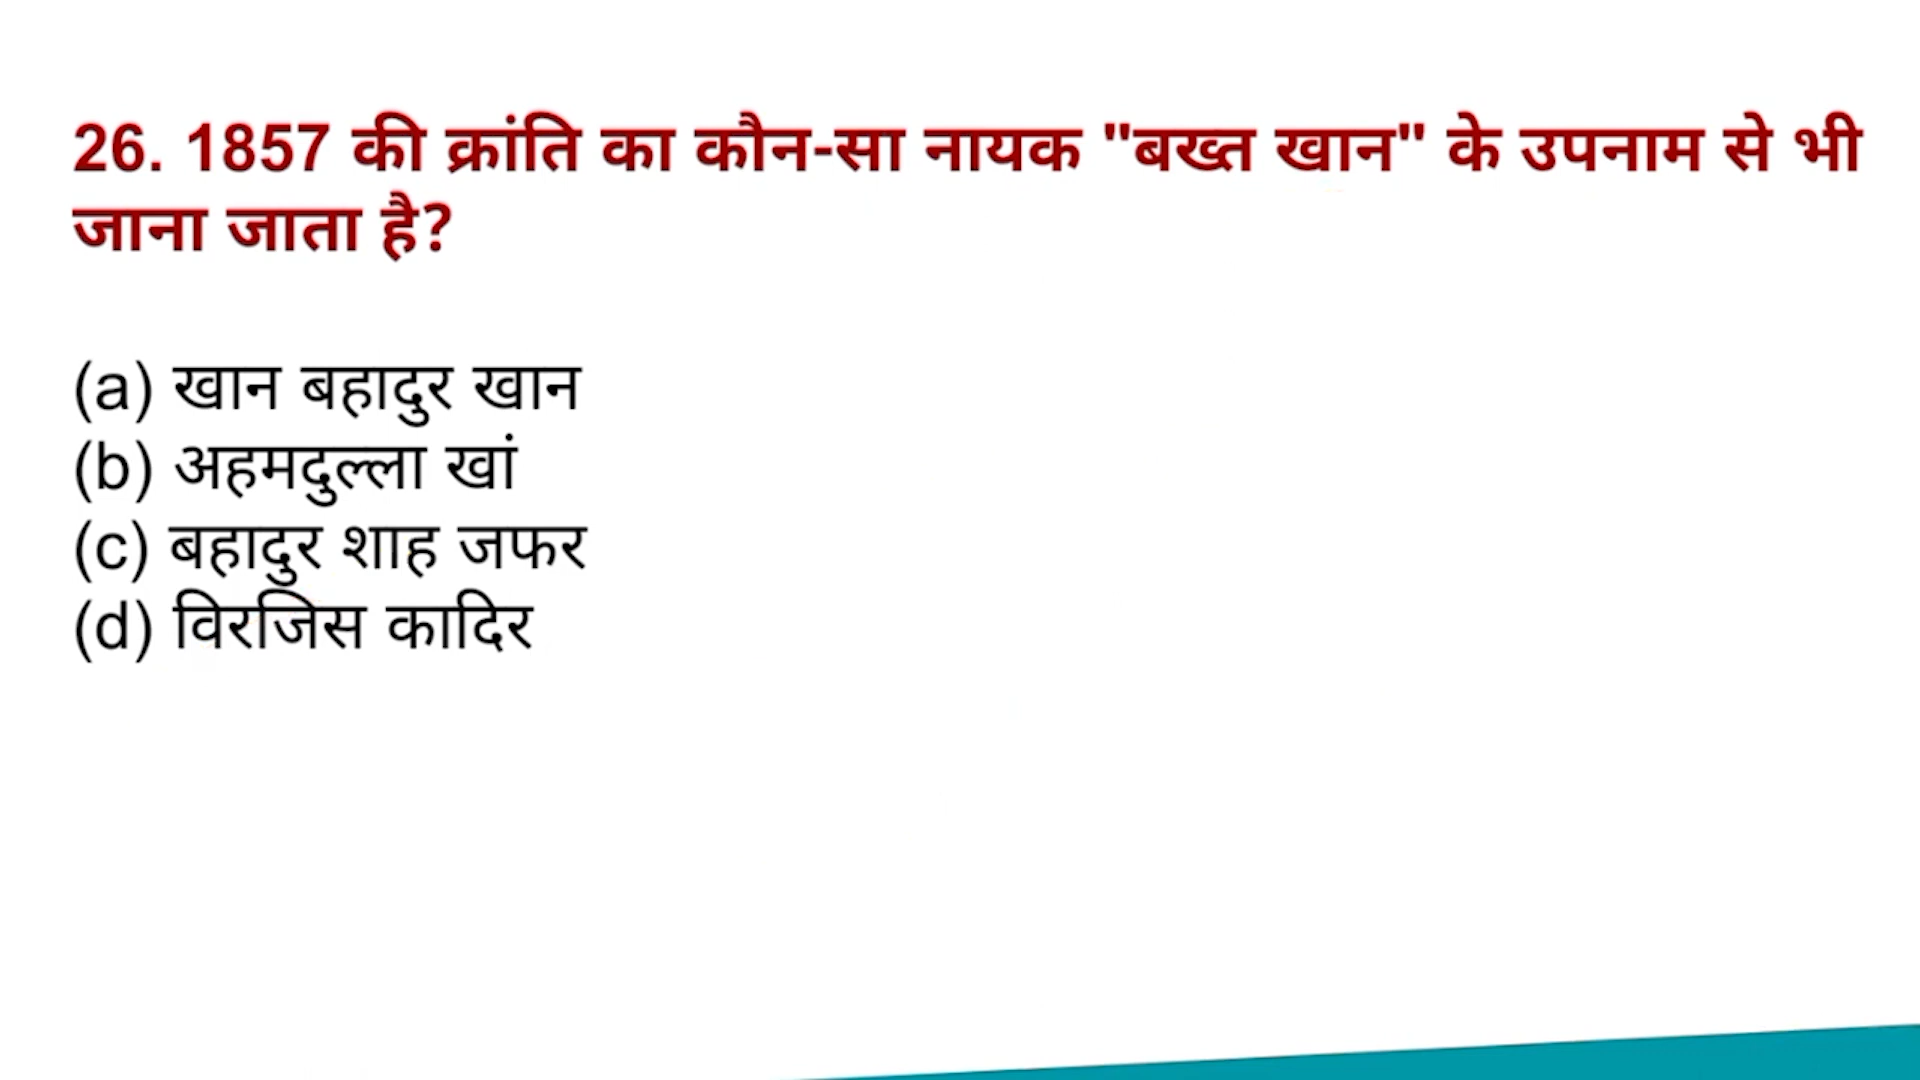 26. 1857 की क्रांति का कौन-सा नायक "बख्त खान" के उपनाम से भी
जाना जाता है?
(a) खान बहादुर खान
(b) अहमदुल्ला खां
(c) बहादुर शाह जफर
(d) विरजिस कादिर